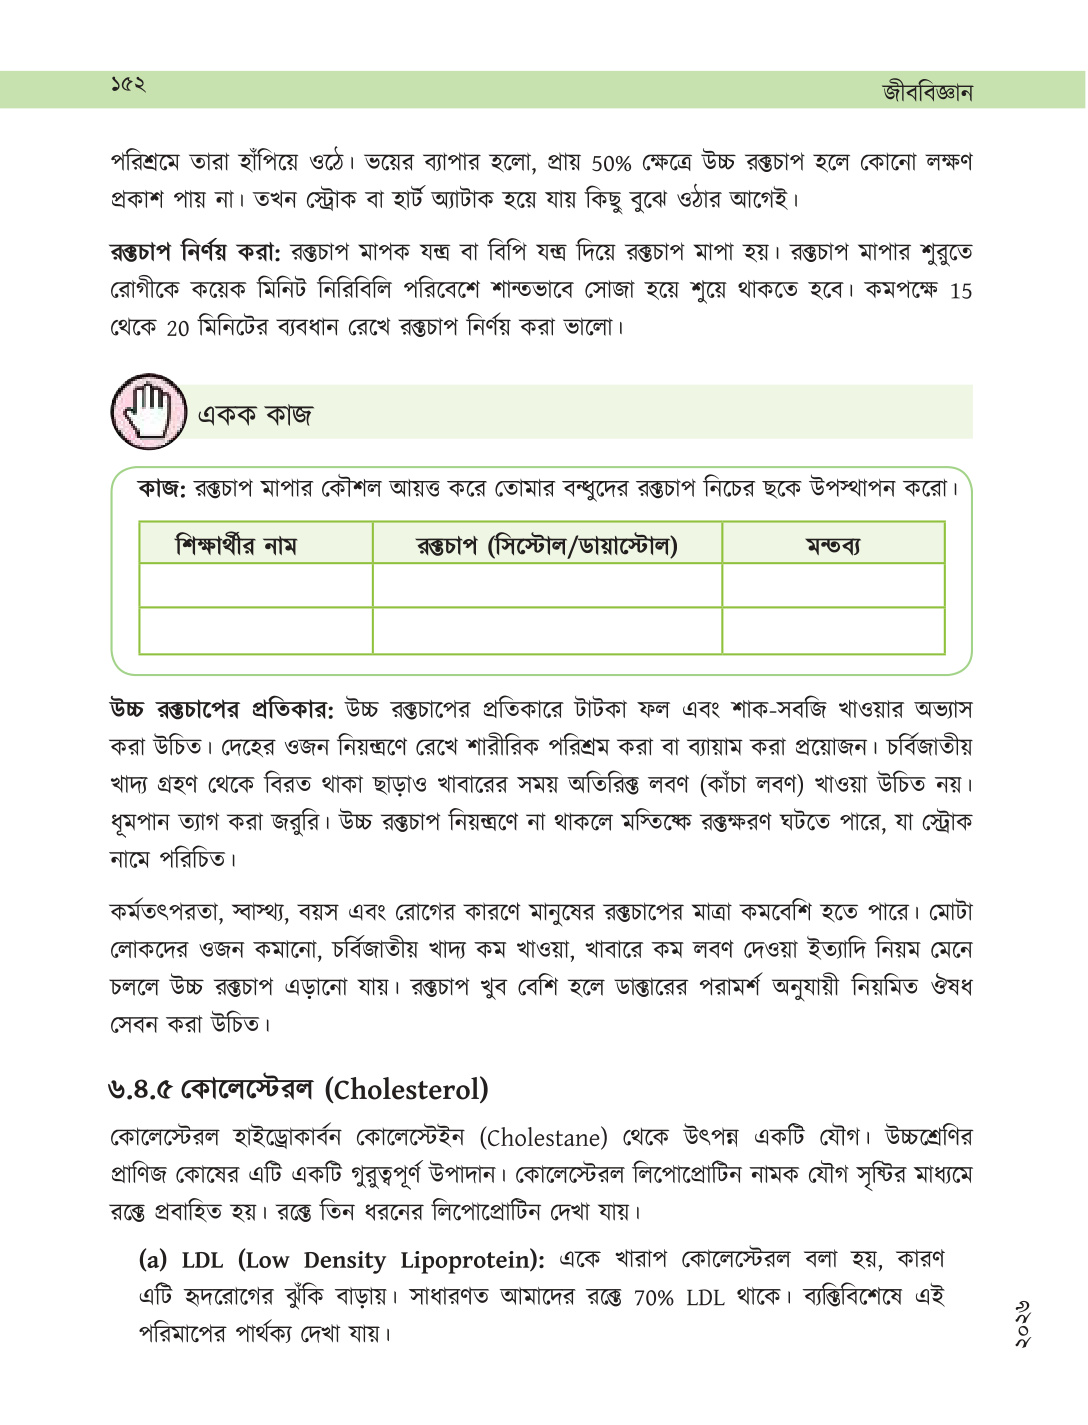 ১৫২
জীববিজ্ঞান
পরিশ্রমে তারা হাঁপিয়ে ওঠে। ভয়ের ব্যাপার হলো, প্রায় 50% ক্ষেত্রে উচ্চ রক্তচাপ হলে কোনো লক্ষণ
প্রকাশ পায় না। তখন স্ট্রোক বা হার্ট অ্যাটাক হয়ে যায় কিছু বুঝে ওঠার আগেই।
রক্তচাপ নির্ণয় করা: রক্তচাপ মাপক যন্ত্র বা বিপি যন্ত্র দিয়ে রক্তচাপ মাপা হয়। রক্তচাপ মাপার শুরুতে
রোগীকে কয়েক মিনিট নিরিবিলি পরিবেশে শান্তভাবে সোজা হয়ে শুয়ে থাকতে হবে। কমপক্ষে 15
থেকে 20 মিনিটের ব্যবধান রেখে রক্তচাপ নির্ণয় করা ভালো।
একক কাজ
কাজ: রক্তচাপ মাপার কৌশল আয়ত্ত করে তোমার বন্ধুদের রক্তচাপ নিচের ছকে উপস্থাপন করো।
শিক্ষার্থীর নাম রক্তচাপ (সিস্টোল/ডায়াস্টোল) মন্তব্য
উচ্চ রক্তচাপের প্রতিকার: উচ্চ রক্তচাপের প্রতিকারে টাটকা ফল এবং শাক-সবজি খাওয়ার অভ্যাস
করা উচিত। দেহের ওজন নিয়ন্ত্রণে রেখে শারীরিক পরিশ্রম করা বা ব্যায়াম করা প্রয়োজন। চর্বিজাতীয়
খাদ্য গ্রহণ থেকে বিরত থাকা ছাড়াও খাবারের সময় অতিরিক্ত লবণ (কাঁচা লবণ) খাওয়া উচিত নয়।
ধূমপান ত্যাগ করা জরুরি। উচ্চ রক্তচাপ নিয়ন্ত্রণে না থাকলে মস্তিষ্কে রক্তক্ষরণ ঘটতে পারে, যা স্ট্রোক
নামে পরিচিত।
কর্মতৎপরতা, স্বাস্থ্য, বয়স এবং রোগের কারণে মানুষের রক্তচাপের মাত্রা কমবেশি হতে পারে। মোটা
লোকদের ওজন কমানো, চর্বিজাতীয় খাদ্য কম খাওয়া, খাবারে কম লবণ দেওয়া ইত্যাদি নিয়ম মেনে
চললে উচ্চ রক্তচাপ এড়ানো যায়। রক্তচাপ খুব বেশি হলে ডাক্তারের পরামর্শ অনুযায়ী নিয়মিত ঔষধ
সেবন করা উচিত।
৬.৪.৫ কোলেস্টেরল (Cholesterol)
কোলেস্টেরল হাইড্রোকার্বন কোলেস্টেইন (Cholestane) থেকে উৎপন্ন একটি যৌগ। উচ্চশ্রেণির
প্রাণিজ কোষের এটি একটি গুরুত্বপূর্ণ উপাদান। কোলেস্টেরল লিপোপ্রোটিন নামক যৌগ সৃষ্টির মাধ্যমে
রক্তে প্রবাহিত হয়। রক্তে তিন ধরনের লিপোপ্রোটিন দেখা যায়।
(a) LDL (Low Density Lipoprotein): একে খারাপ কোলেস্টেরল বলা হয়, কারণ
এটি হৃদরোগের ঝুঁকি বাড়ায়। সাধারণত আমাদের রক্তে 70% LDL থাকে। ব্যক্তিবিশেষে এই
পরিমাপের পার্থক্য দেখা যায়।
২০২৬